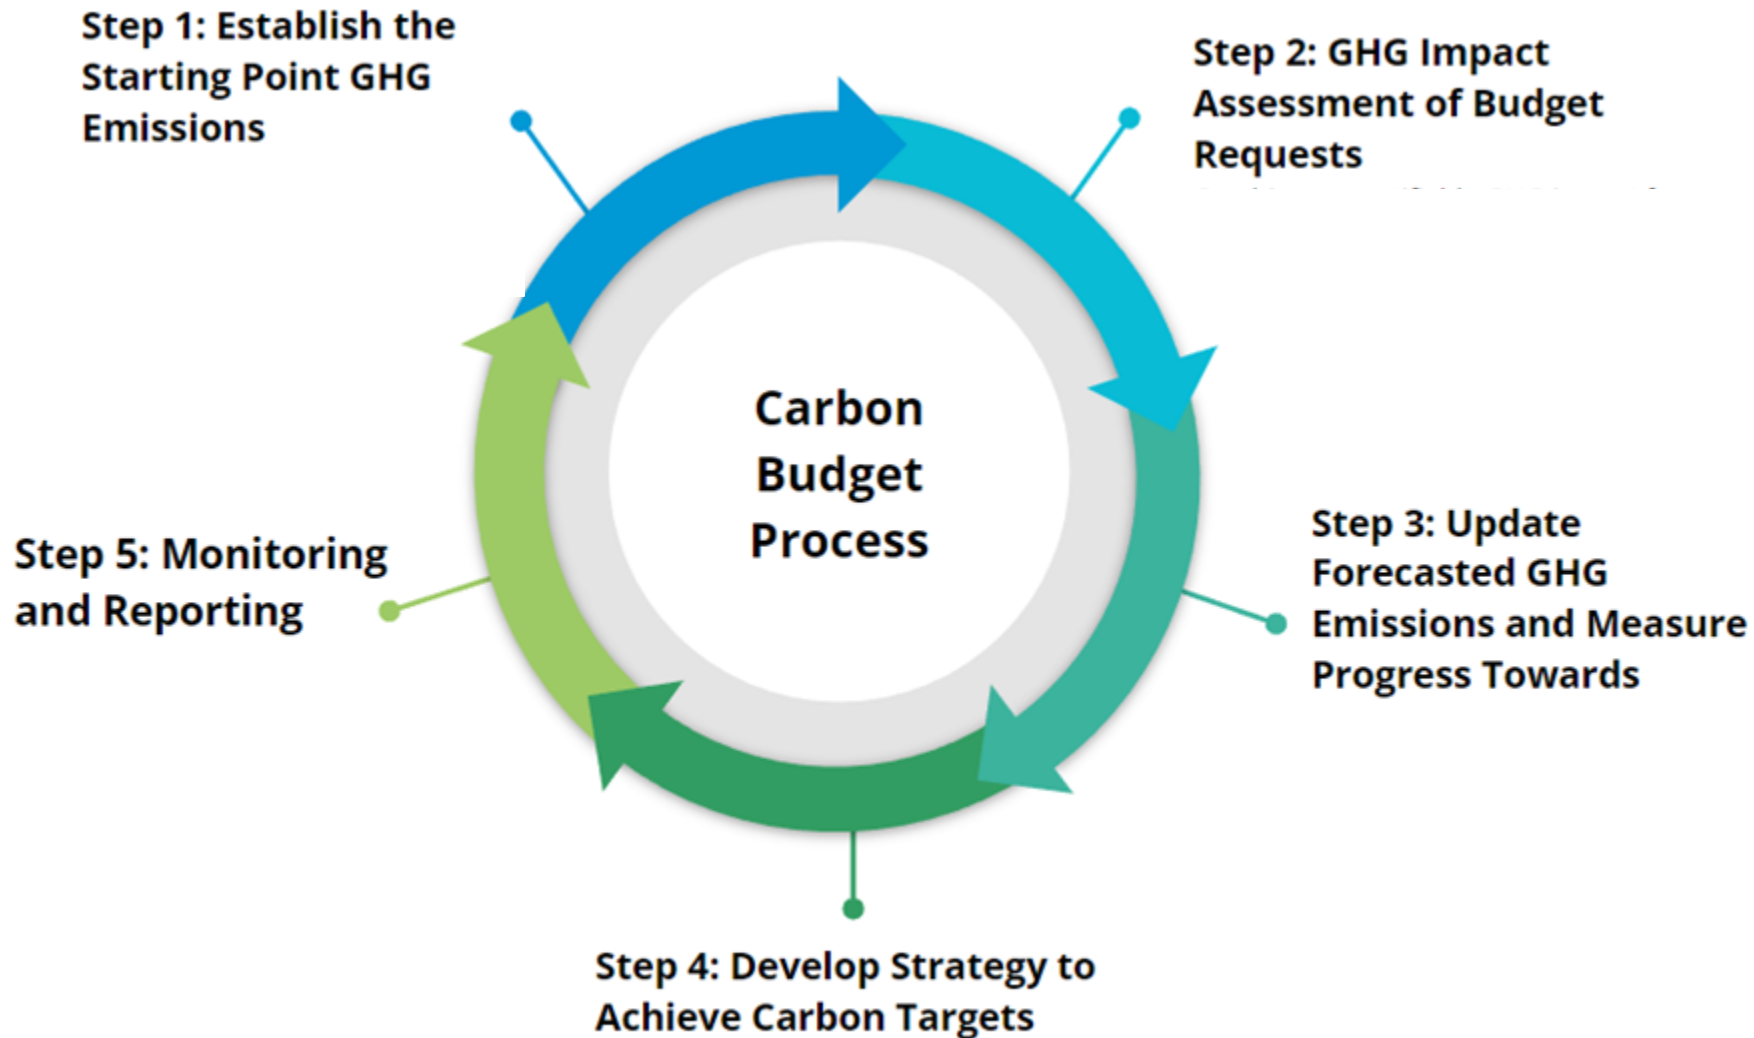 Step 1: Establish the
Starting Point GHG
Emissions
Step 2: GHG Impact
Assessment of Budget
Requests
Carbon
Budget
Process
Step 3: Update
Forecasted GHG
Emissions and Measure
Progress Towards
Step 5: Monitoring
and Reporting
Step 4: Develop Strategy to
Achieve Carbon Targets